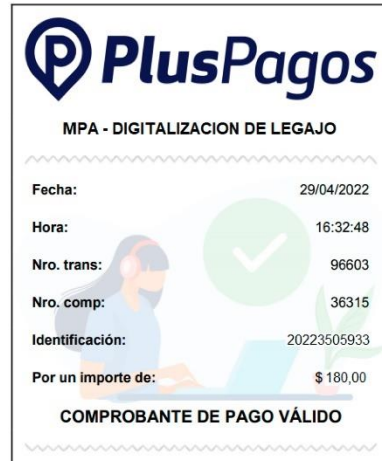 PlusPagos
MPA - DIGITALIZACION DE LEGAJO
Fecha: 29/04/2022
Hora: 16:32:48
Nro. trans: 96603
Nro. comp: 36315
Identificación: 20223505933
Por un importe de: $ 180,00
COMPROBANTE DE PAGO VÁLIDO